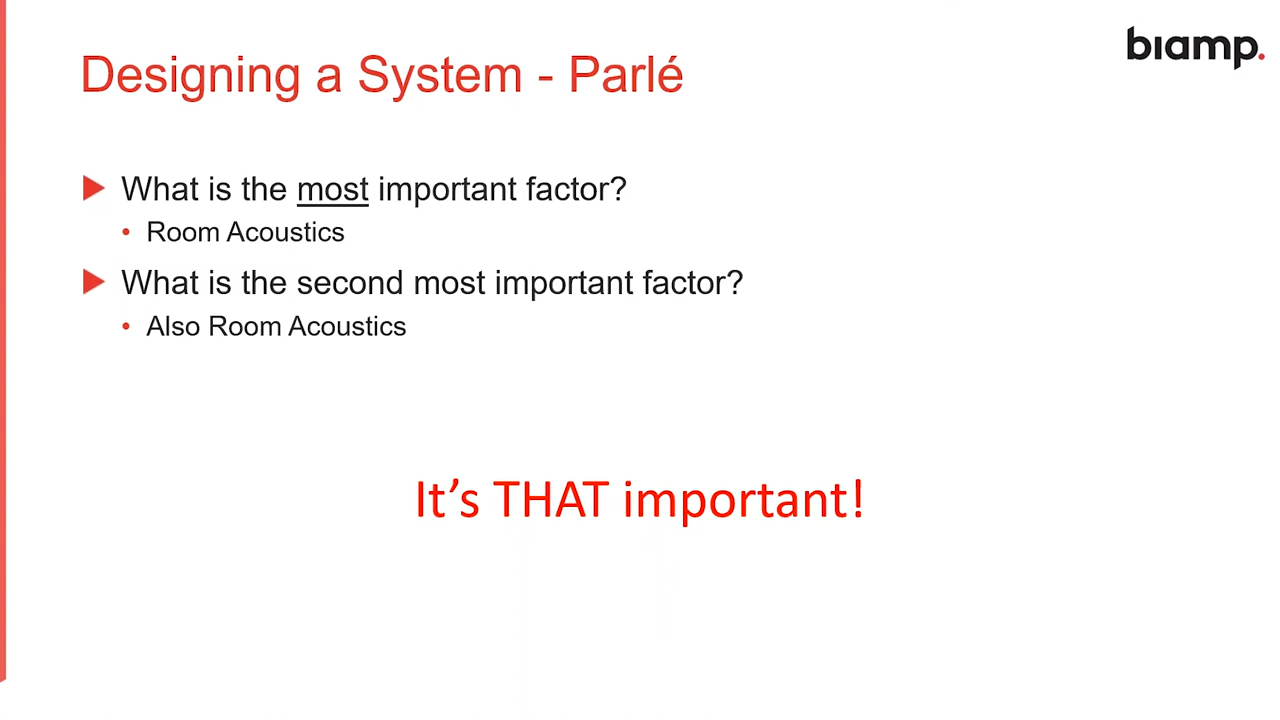 biamp.
Designing a System - Parlé
What is the most important factor?
Room Acoustics
What is the second most important factor?
Also Room Acoustics
It’s THAT important!